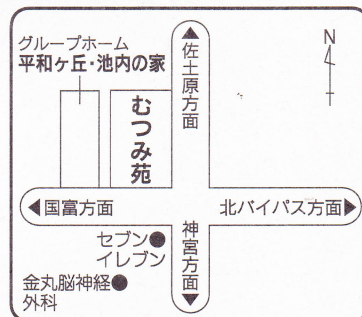 グループホーム
平和ヶ丘・池内の家
むつみ苑
▲佐土原方面
N
◀国富方面
北バイパス方面▶
神宮方面▼
セブン●
イレブン
金丸脳神経●
外科